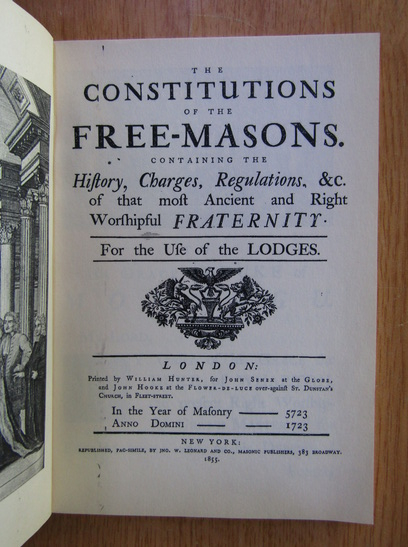 THE
CONSTITUTIONS
OF THE
FREE-MASONS.
CONTAINING THE
Hiſtory, Charges, Regulations, &c.
of that moſt Ancient and Right
Worſhipful FRATERNITY.
For the Uſe of the LODGES.
LONDON:
Printed by WILLIAM HUNTER, for JOHN SENEX at the GLOBE,
and JOHN HOOKE at the FLOWER-DE-LUCE over-againſt ST. DUNSTAN'S
CHURCH, in FLEET-STREET.
In the Year of Masonry —— 5723
ANNO DOMINI —— —— 1723
NEW YORK:
REPUBLISHED, FAC-SIMILE, BY JNO. W. LEONARD AND CO., MASONIC PUBLISHERS, 383 BROADWAY.
1855.